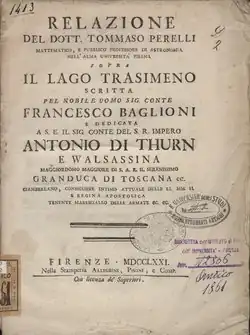 1413
RELAZIONE
DEL DOTT. TOMMASO PERELLI
MATTEMATICO, E PUBBLICO PROFESSORE DI ASTRONOMIA
NELL'ALMA UNIVERSITÀ PISANA
SOPRA
IL LAGO TRASIMENO
SCRITTA
PEL NOBILE DOMO SIG CONTE
FRANCESCO BAGLIONI
E DEDICATA
A S. E. IL SIG CONTE DEL S. R. IMPERO
ANTONIO DI THURN
E WALSASSINA
MAGGIORDOMO MAGGIORE DI S. A. R. IL SERENISSIMO
GRANDUCA DI TOSCANA ec.
CIAMBERLANO, CONSIGLIERE INTIMO ATTUALE DELLE LL. MM. II.
E REGINA APOSTOLICA
TENENTE MARESCIALLO DELLE ARMATE EC. EC.
FIRENZE. MDCCLXXI.
Nella Stamperia ALLEGRINI, PISONI, e Comp.
Con licenza de' Superiori.
1861